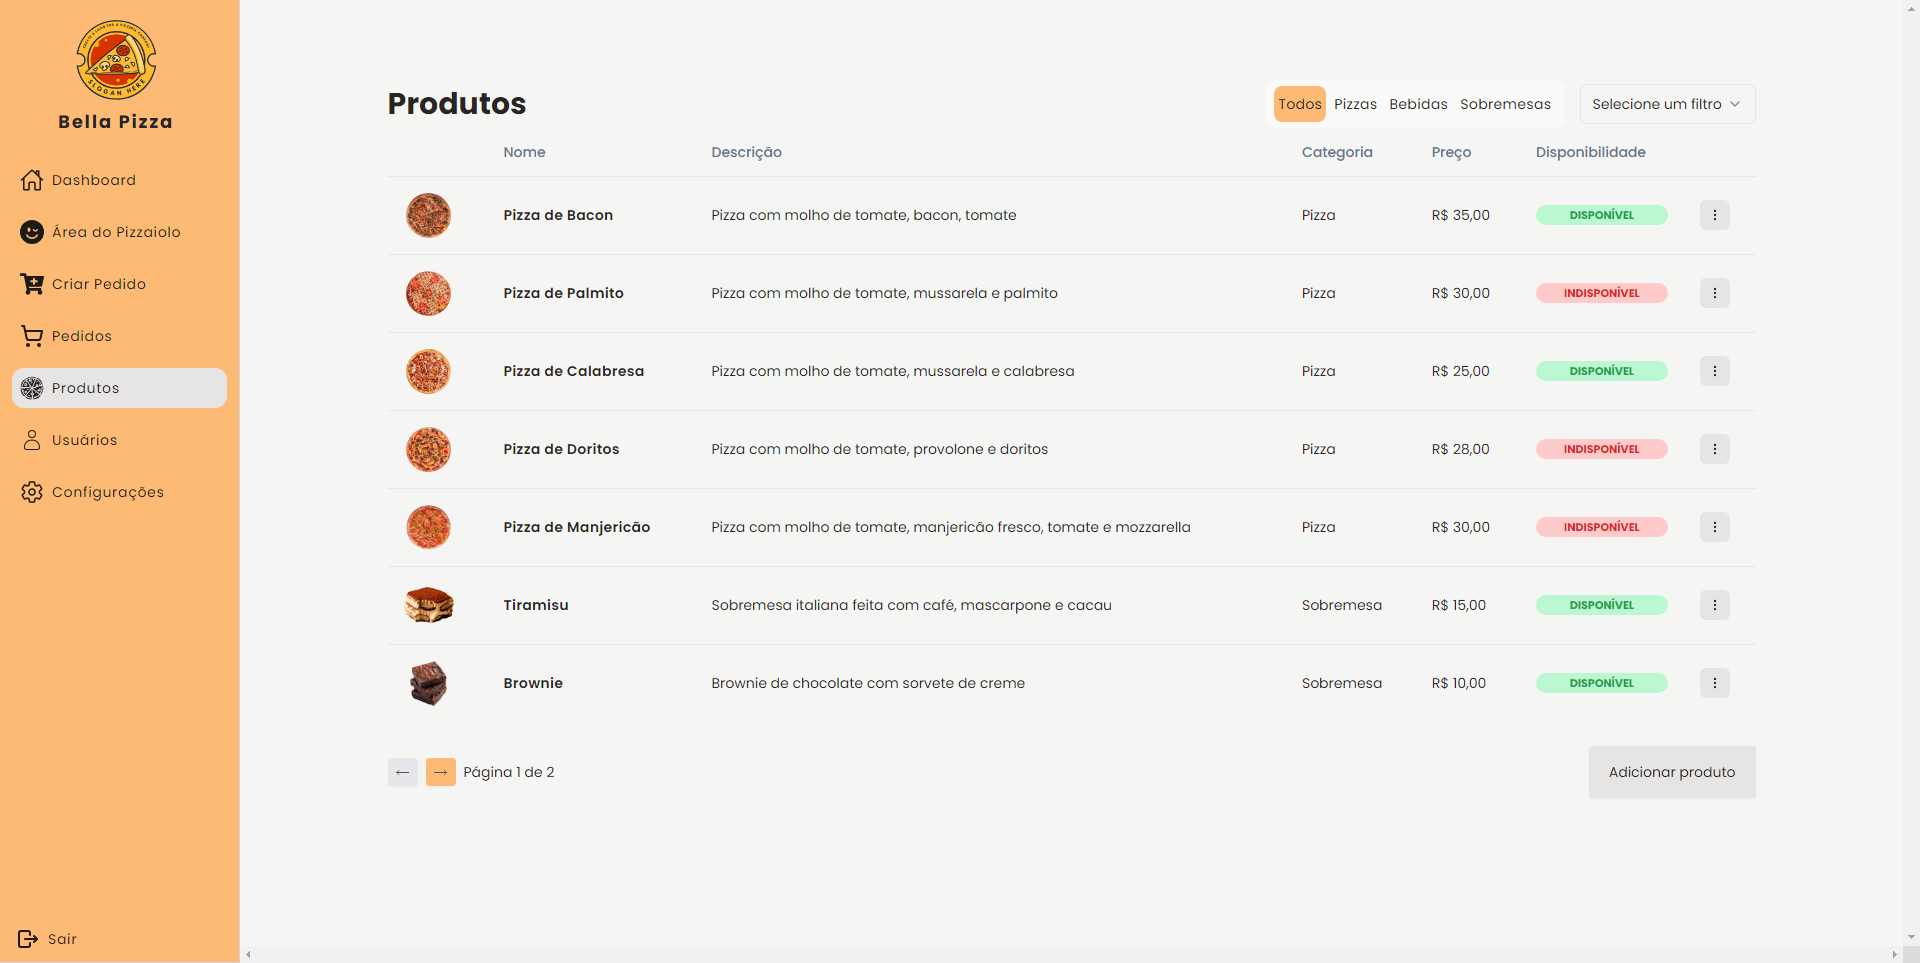 SLOGAN HERE
Bella Pizza
Dashboard
Área do Pizzaiolo
Criar Pedido
Pedidos
Produtos
Usuários
Configurações
Sair
Produtos
Todos Pizzas Bebidas Sobremesas
Selecione um filtro
Nome Descrição Categoria Preço Disponibilidade
Pizza de Bacon Pizza com molho de tomate, bacon, tomate Pizza R$ 35,00 DISPONÍVEL
Pizza de Palmito Pizza com molho de tomate, mussarela e palmito Pizza R$ 30,00 INDISPONÍVEL
Pizza de Calabresa Pizza com molho de tomate, mussarela e calabresa Pizza R$ 25,00 DISPONÍVEL
Pizza de Doritos Pizza com molho de tomate, provolone e doritos Pizza R$ 28,00 INDISPONÍVEL
Pizza de Manjericão Pizza com molho de tomate, manjericão fresco, tomate e mozzarella Pizza R$ 30,00 INDISPONÍVEL
Tiramisu Sobremesa italiana feita com café, mascarpone e cacau Sobremesa R$ 15,00 DISPONÍVEL
Brownie Brownie de chocolate com sorvete de creme Sobremesa R$ 10,00 DISPONÍVEL
← → Página 1 de 2
Adicionar produto